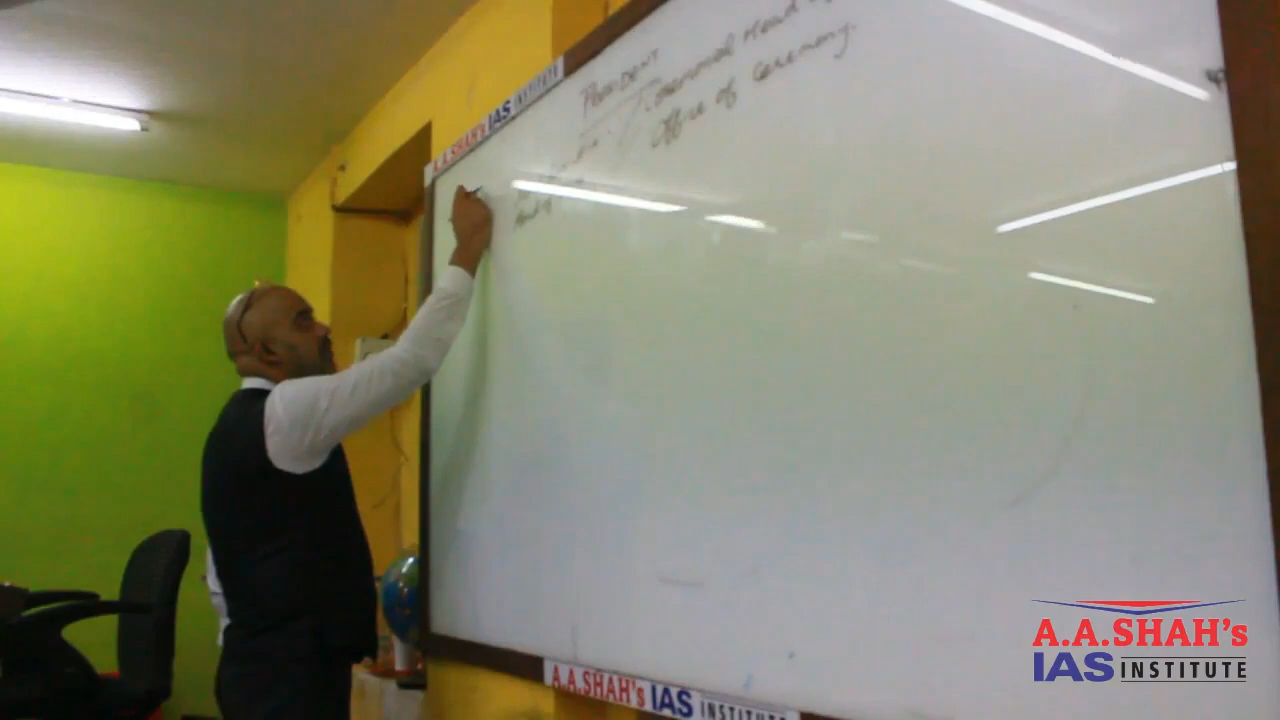 President
Ceremonial Head
Office of Ceremony.
A.A.SHAH's IAS INSTITUTE
A.A.SHAH's IAS INSTITUTE
A.A.SHAH's
IAS INSTITUTE